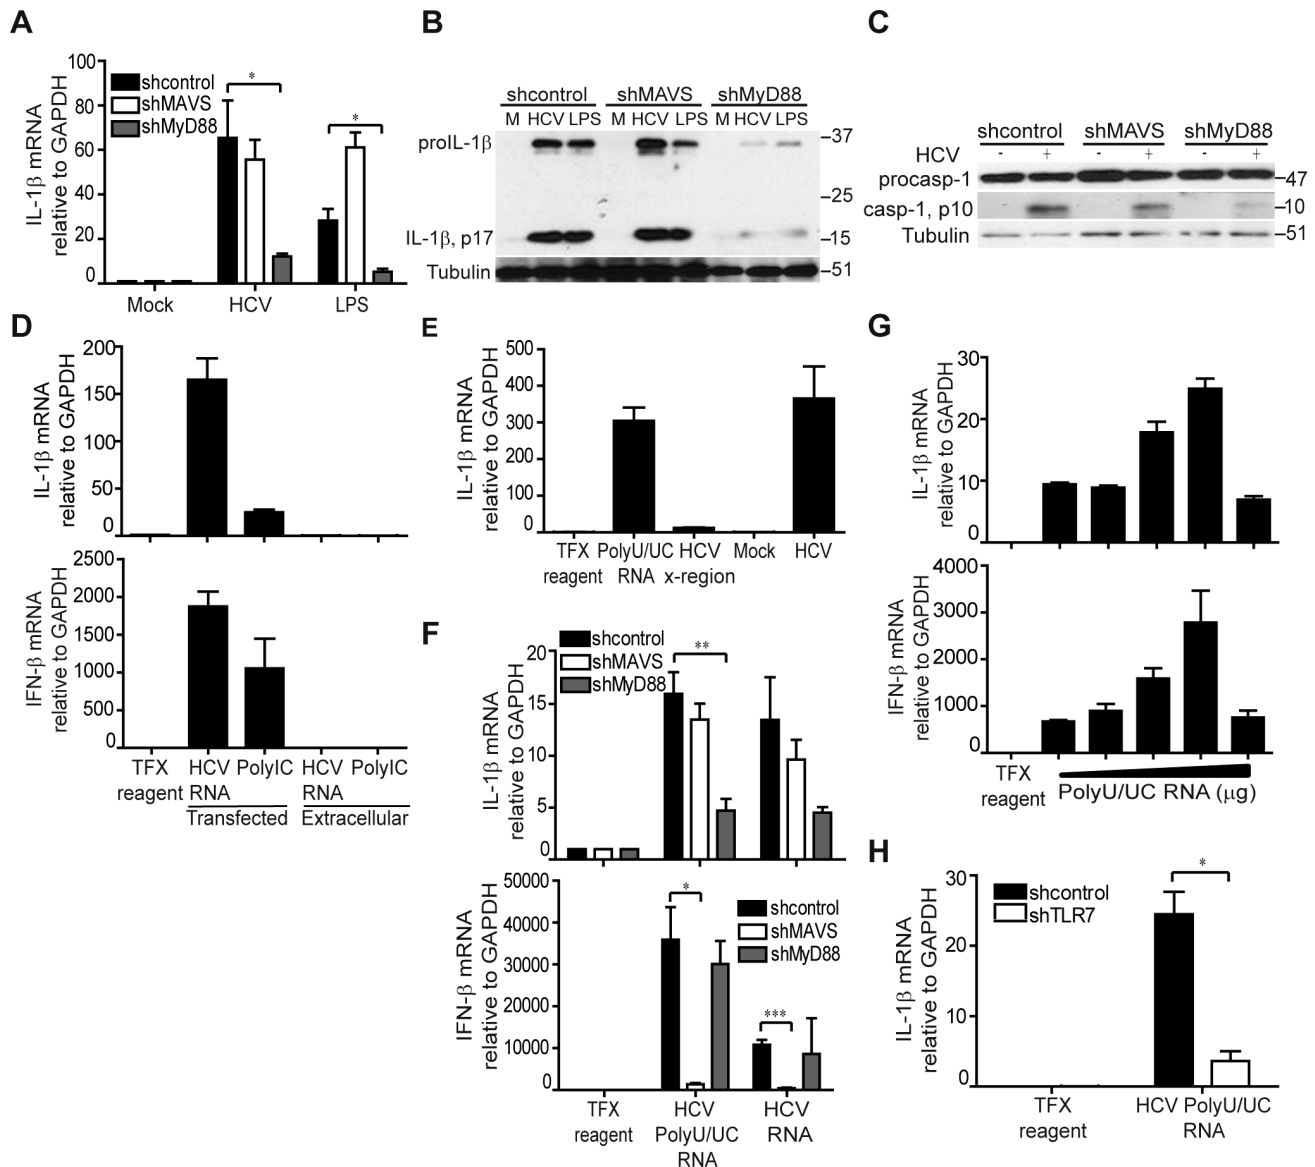 A
IL-1β mRNA
relative to GAPDH
100
80
60
40
20
0
shcontrol
shMAVS
shMyD88
*
*
Mock HCV LPS
B
shcontrol shMAVS shMyD88
M HCV LPS M HCV LPS M HCV LPS
proIL-1β
IL-1β, p17
Tubulin
–37
–25
–15
–51
C
shcontrol shMAVS shMyD88
HCV - + - + - +
procasp-1 –47
casp-1, p10 –10
Tubulin –51
D
IL-1β mRNA
relative to GAPDH
200
150
100
50
0
IFN-β mRNA
relative to GAPDH
2500
2000
1500
1000
500
0
TFX HCV PolyIC HCV PolyIC
reagent RNA RNA
Transfected Extracellular
E
IL-1β mRNA
relative to GAPDH
500
400
300
200
100
0
TFX PolyU/UC HCV Mock HCV
reagent RNA x-region
F
IL-1β mRNA
relative to GAPDH
20
15
10
5
0
shcontrol
shMAVS
shMyD88
**
IFN-β mRNA
relative to GAPDH
50000
40000
30000
20000
10000
0
*
***
shcontrol
shMAVS
shMyD88
TFX HCV HCV
reagent PolyU/UC RNA
RNA
G
IL-1β mRNA
relative to GAPDH
30
20
10
0
IFN-β mRNA
relative to GAPDH
4000
3000
2000
1000
0
TFX
reagent PolyU/UC RNA (μg)
H
IL-1β mRNA
relative to GAPDH
30
20
10
0
shcontrol
shTLR7
*
TFX HCV PolyU/UC
reagent RNA